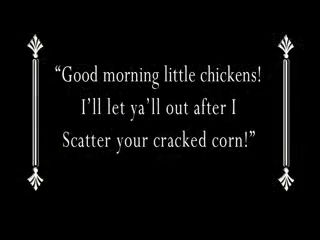 “Good morning little chickens!
I’ll let ya’ll out after I
Scatter your cracked corn!”